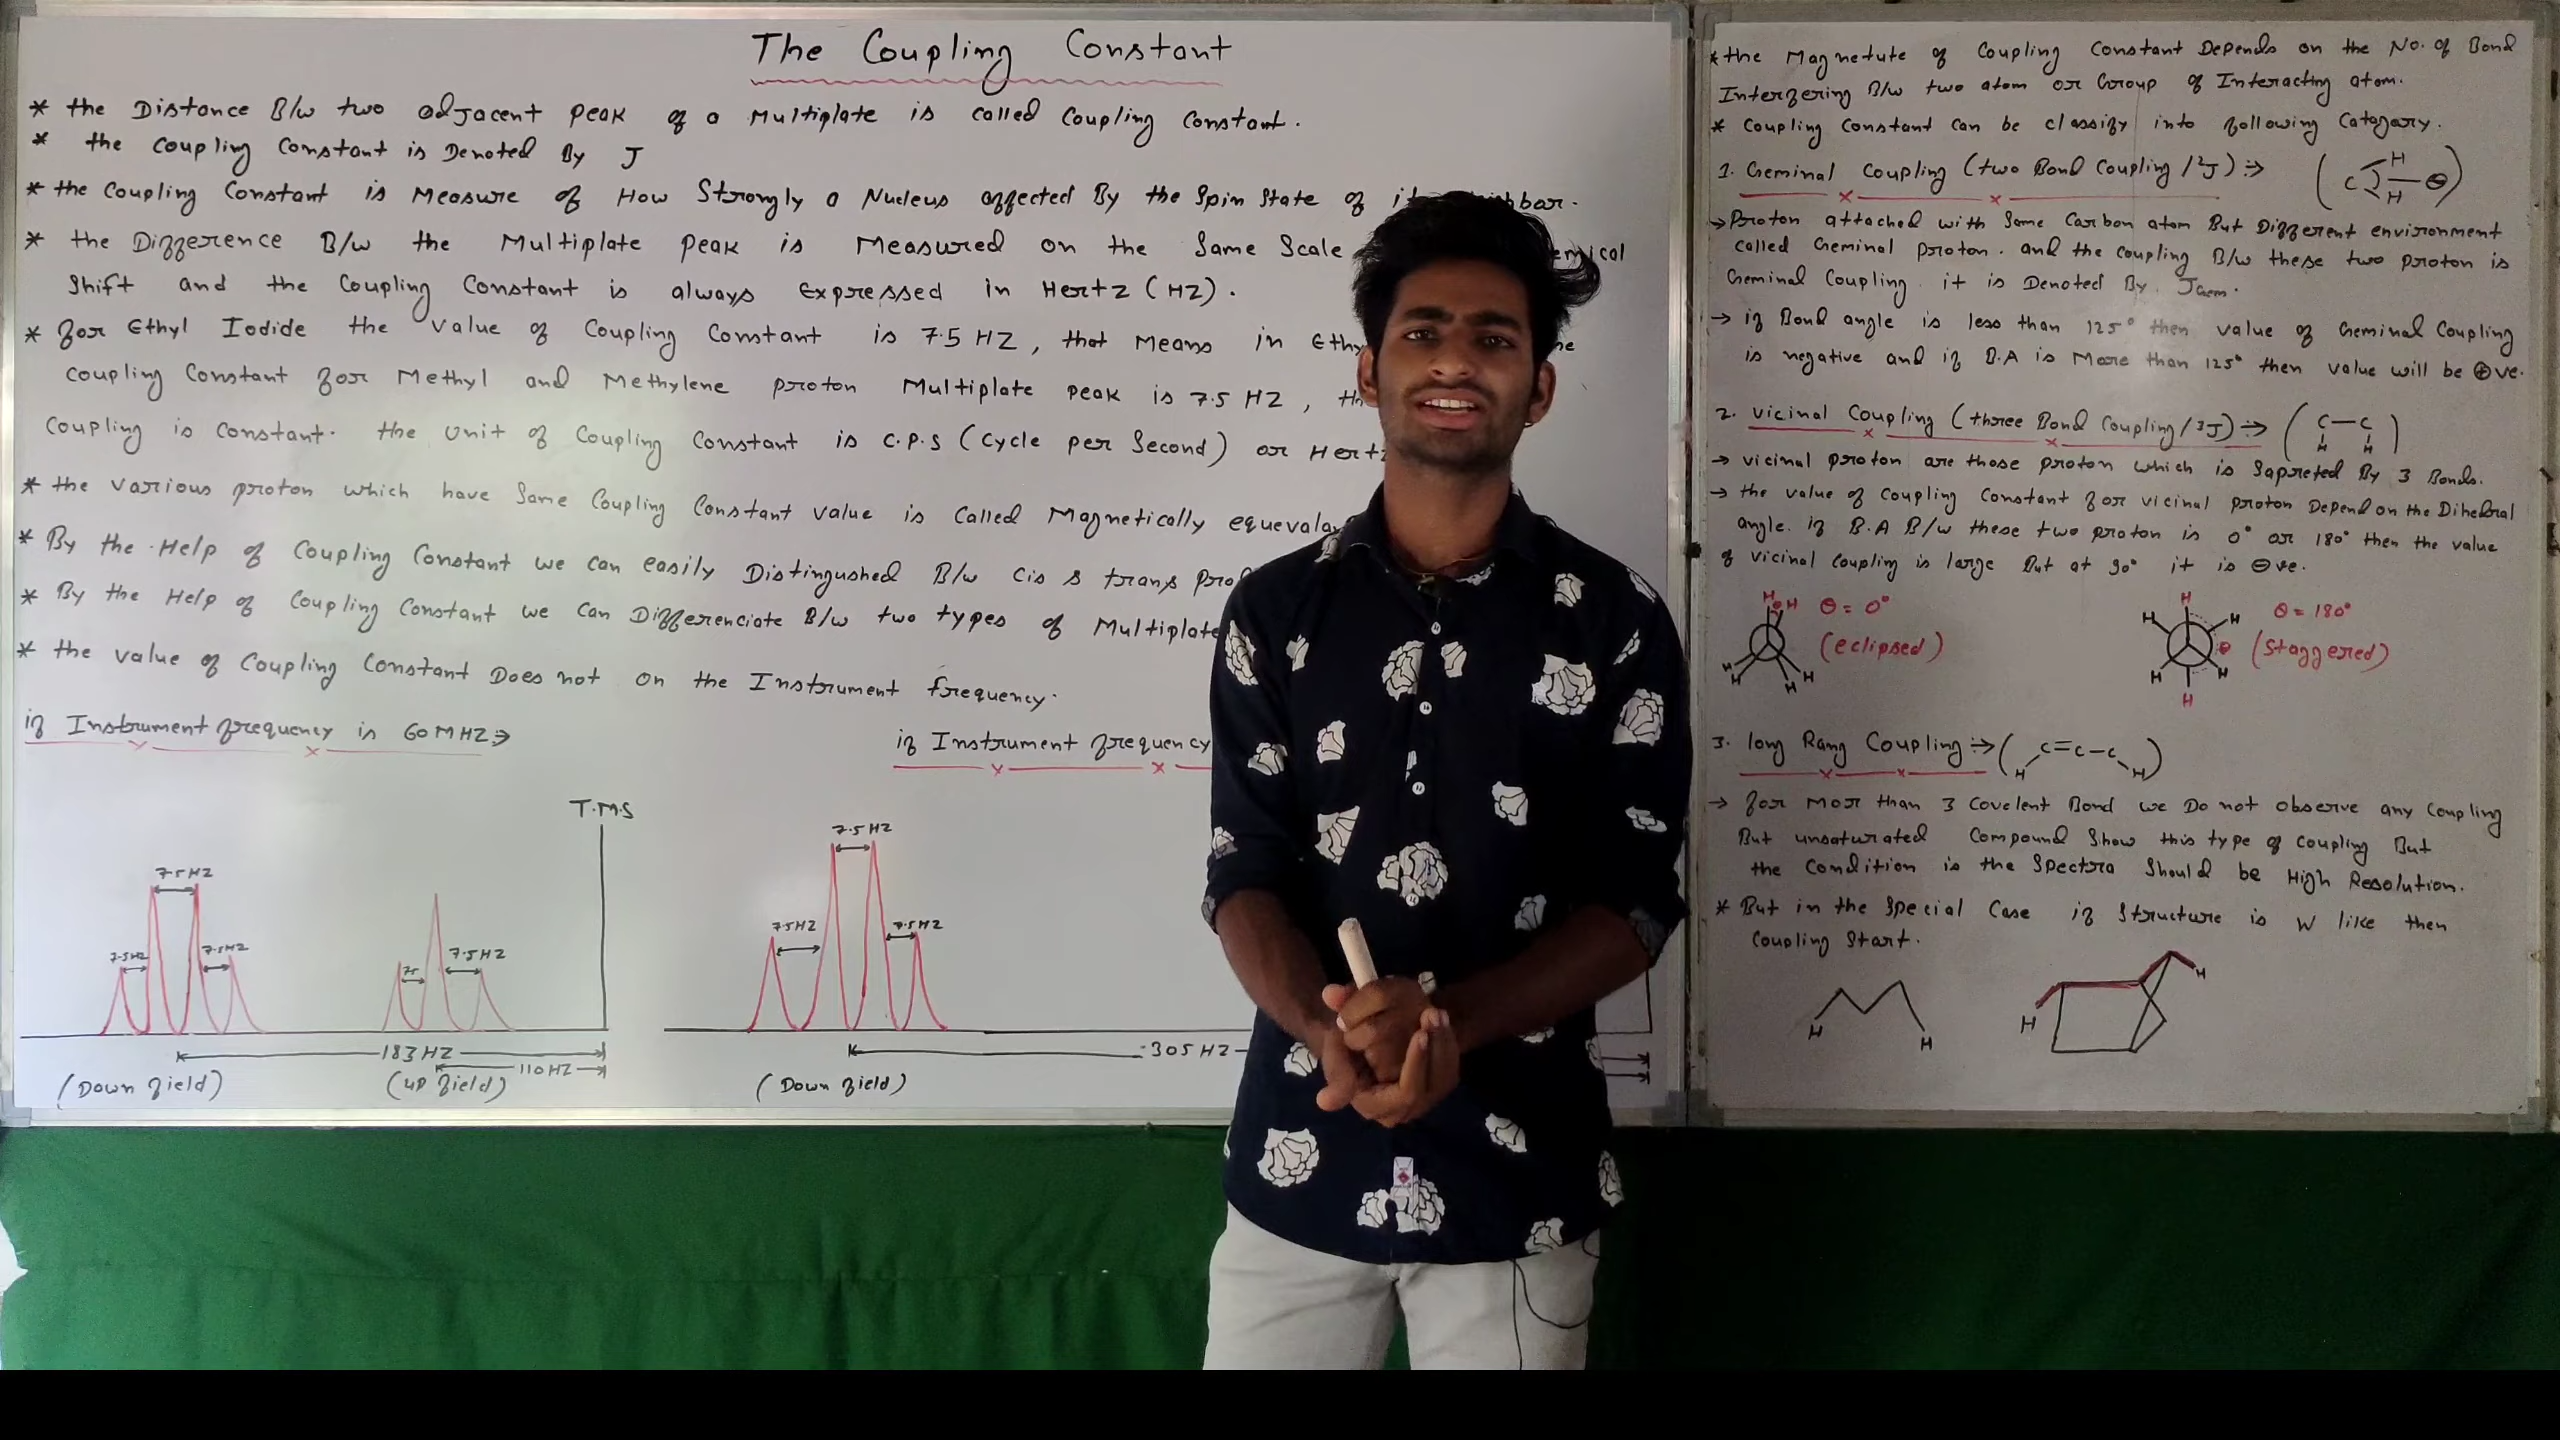 The Coupling Constant
* the Distance B/w two adjacent peak of a Multiplate is called Coupling Constant.
* the Coupling Constant is Denoted By J
* the Coupling Constant is Measure of How Strongly a Nucleus affected By the Spin State of
* the Difference B/w the Multiplate peak is Measured on the Same Scale
Shift and the Coupling Constant is always Expressed in Hertz (HZ).
* for Ethyl Iodide the value of Coupling Constant is 7.5 HZ, that Means in
Coupling Constant for Methyl and Methylene proton Multiplate peak is 7.5 HZ,
Coupling is Constant. the Unit of Coupling Constant is C.P.S (Cycle per Second) or
* the various proton which have Same Coupling Constant value is Called Magnetically
* By the Help of Coupling Constant we can easily Distingushed B/w Cis & trans
* By the Help of Coupling Constant we can Differenciate B/w two types of Multiplate
* the value of Coupling Constant Does not on the Instrument frequency.
if Instrument frequency is 60 MHZ⇒
if Instrument frequency
T.M.S
7.5 HZ
7.5HZ
7.5HZ
75
7.5HZ
183 HZ
110HZ
(Down field)
(up field)
7.5 HZ
7.5HZ
7.5HZ
305 HZ
(Down field)
* the Magnetute of Coupling Constant Depends on the No. of Bond
Interfering B/w two atom or Group of Interacting atom.
* Coupling Constant can be classify into following Catagary.
1. Geminal Coupling (two Bond Coupling /²J) :⇒ (C H H θ)
→ Proton attached with Same Carbon atom But Different environment
called Geminal proton. and the coupling B/w these two proton is
Geminal Coupling. it is Denoted By JGem.
→ if Bond angle is less than 125° then value of Geminal Coupling
is negative and if B.A is More than 125° then value will be ⊕ve.
2. vicinal Coupling (three Bond Coupling /³J) :⇒ (C—C H H)
→ vicinal proton are those proton which is Sapreted By 3 Bonds.
→ the value of Coupling Constant for vicinal proton Depend on the Dihedral
angle. if B.A B/w these two proton is 0° or 180° then the value
of vicinal coupling is large But at 90° it is ⊖ve.
H θ H θ = 0°
(eclipsed)
H H H H
H θ = 180°
H H θ (Staggered)
H H
H
3. long Rang Coupling :⇒ (H C=C-C H)
→ for mor than 3 Covelent Bond we Do not observe any Coupling
But unsaturated Compound Show this type of Coupling But
the Condition is the Spectra Should be High Resolution.
* But in the Special Case if Structure is W like then
Coupling Start.
H H
H H